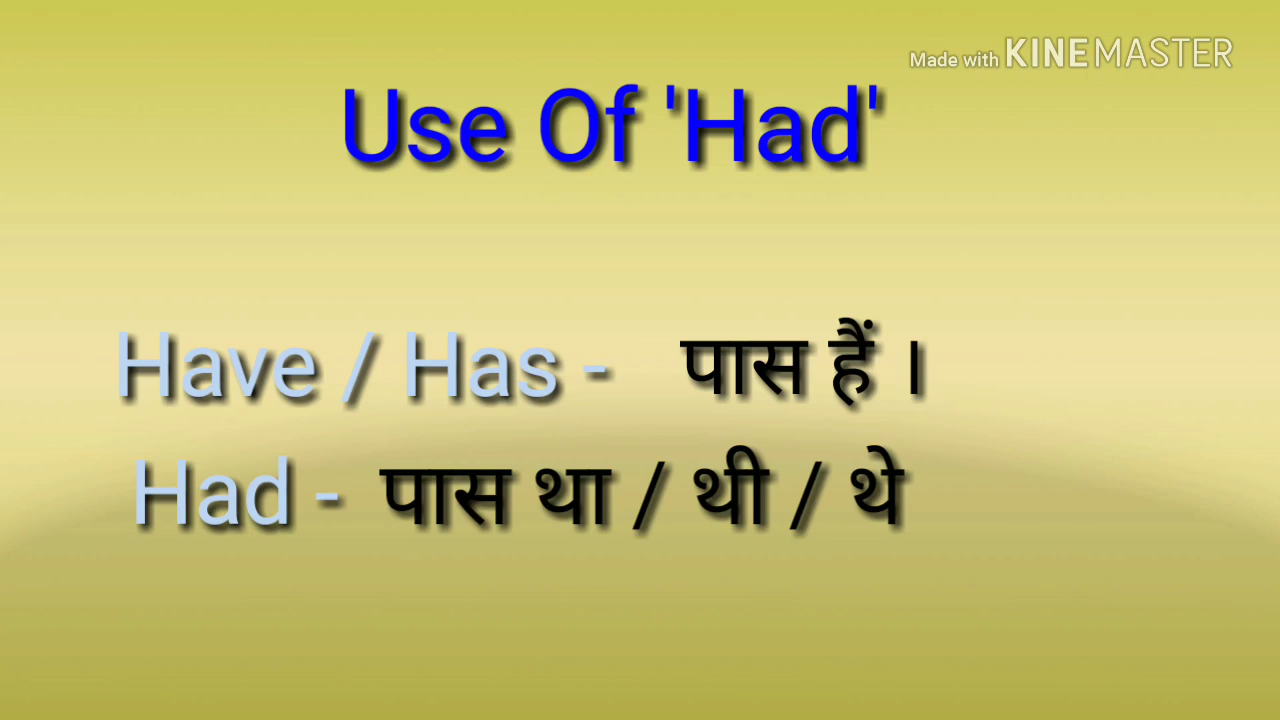 Made with KINEMASTER
Use Of 'Had'
Have / Has - पास हैं ।
Had - पास था / थी / थे